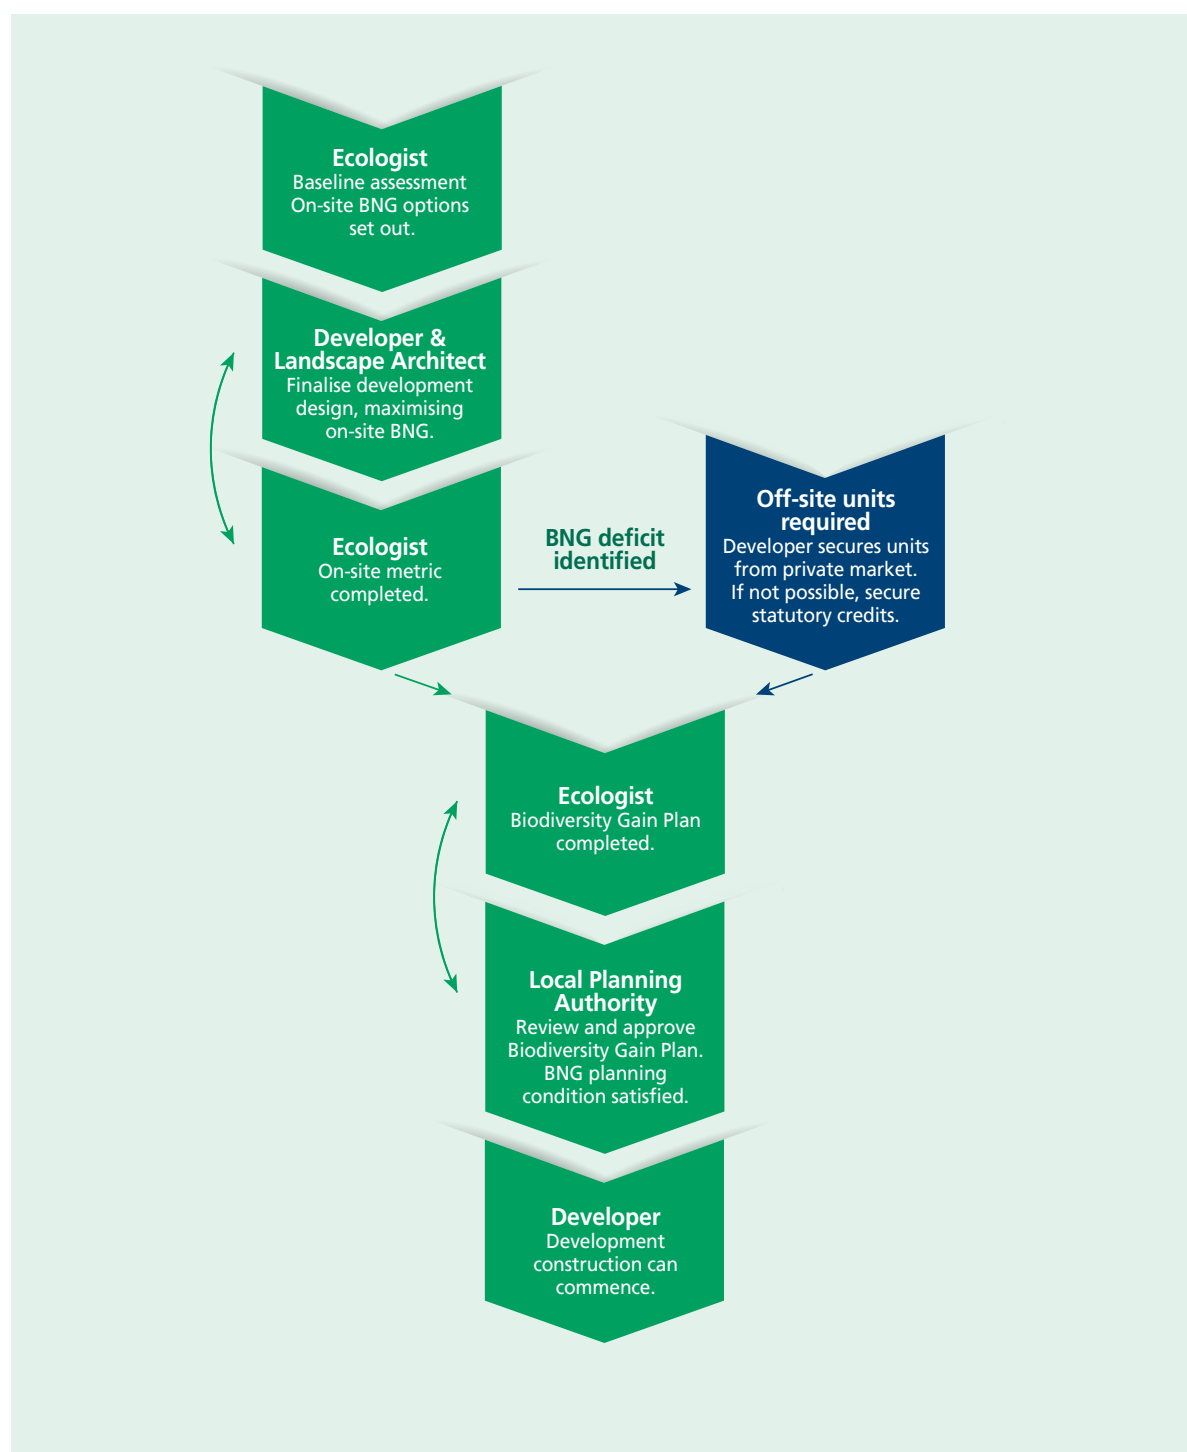 Ecologist
Baseline assessment
On-site BNG options
set out.
Developer &
Landscape Architect
Finalise development
design, maximising
on-site BNG.
Ecologist
On-site metric
completed.
BNG deficit
identified
Off-site units
required
Developer secures units
from private market.
If not possible, secure
statutory credits.
Ecologist
Biodiversity Gain Plan
completed.
Local Planning
Authority
Review and approve
Biodiversity Gain Plan.
BNG planning
condition satisfied.
Developer
Development
construction can
commence.